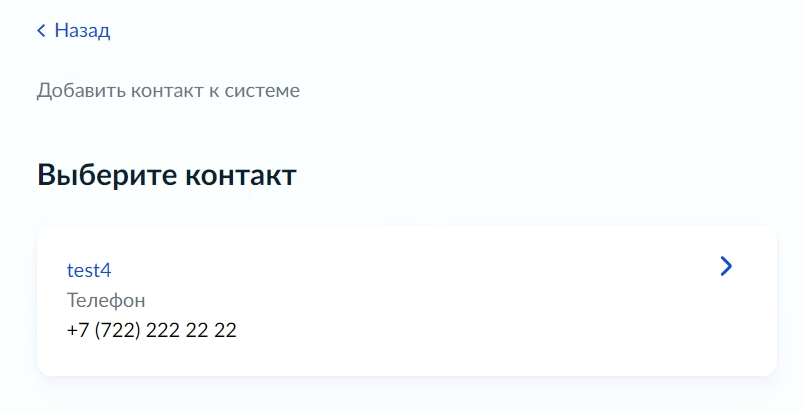 Назад
Добавить контакт к системе
Выберите контакт
test4
Телефон
+7 (722) 222 22 22